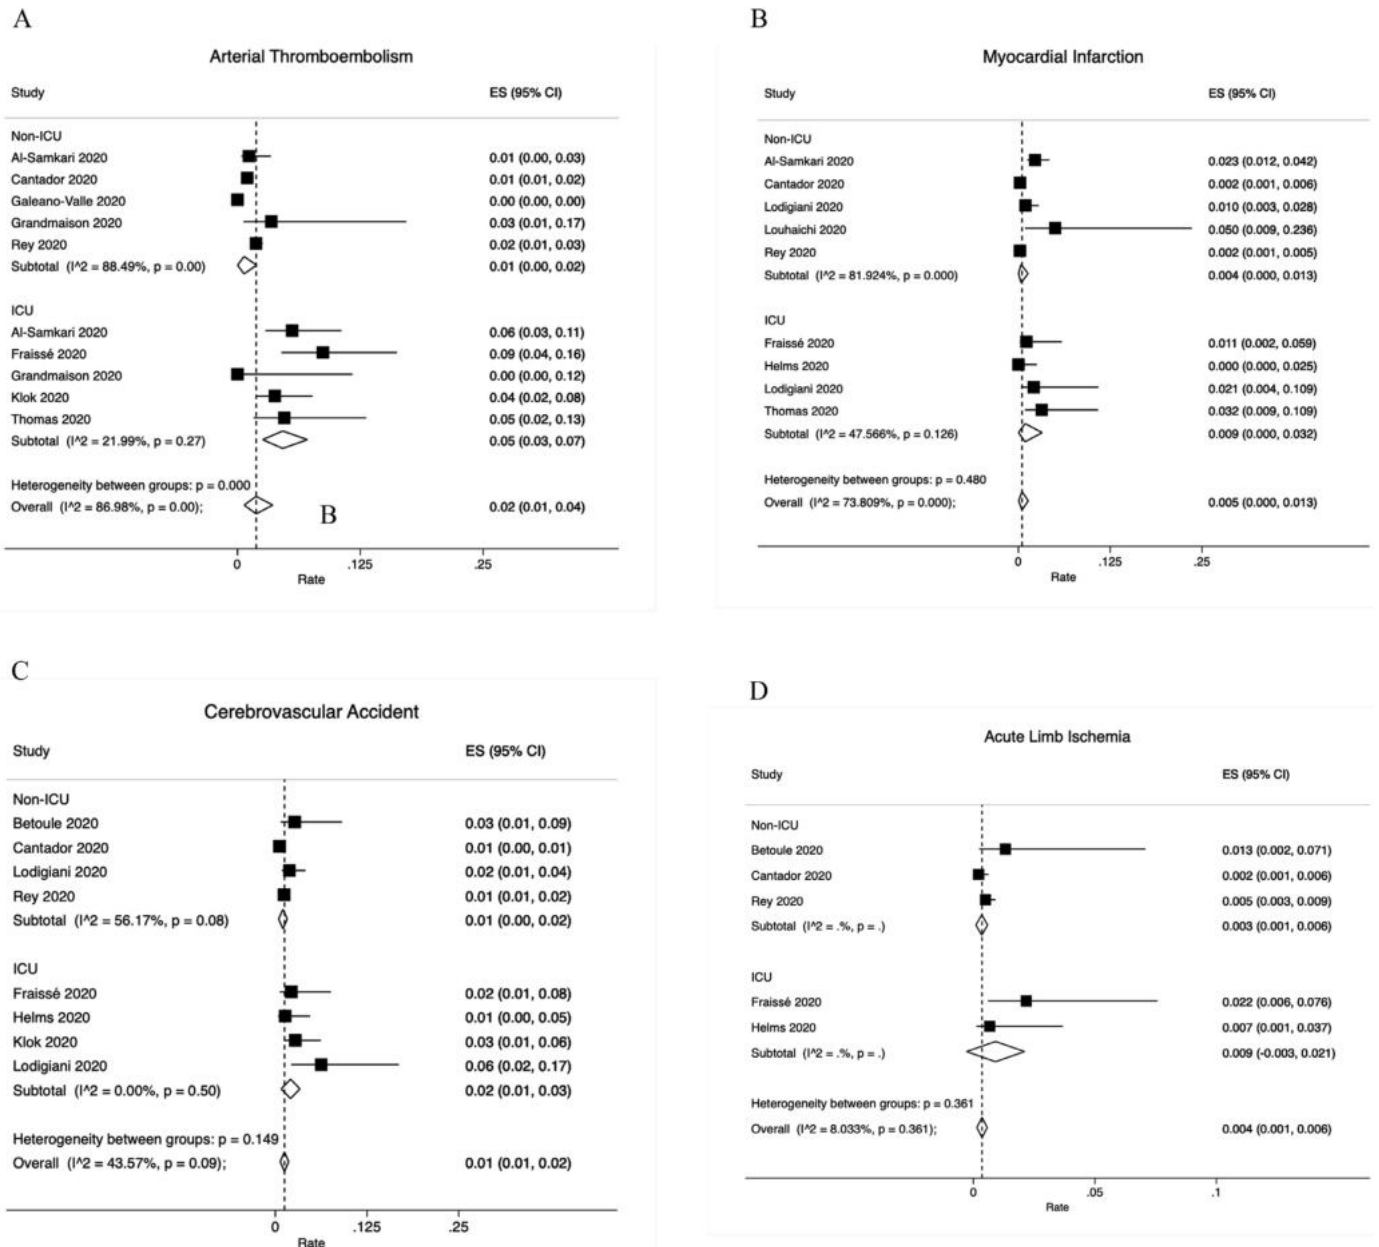 A
Arterial Thromboembolism
Study ES (95% CI)
Non-ICU
Al-Samkari 2020 0.01 (0.00, 0.03)
Cantador 2020 0.01 (0.01, 0.02)
Galeano-Valle 2020 0.00 (0.00, 0.00)
Grandmaison 2020 0.03 (0.01, 0.17)
Rey 2020 0.02 (0.01, 0.03)
Subtotal (I^2 = 88.49%, p = 0.00) 0.01 (0.00, 0.02)
ICU
Al-Samkari 2020 0.06 (0.03, 0.11)
Fraissé 2020 0.09 (0.04, 0.16)
Grandmaison 2020 0.00 (0.00, 0.12)
Klok 2020 0.04 (0.02, 0.08)
Thomas 2020 0.05 (0.02, 0.13)
Subtotal (I^2 = 21.99%, p = 0.27) 0.05 (0.03, 0.07)
Heterogeneity between groups: p = 0.000
Overall (I^2 = 86.98%, p = 0.00); 0.02 (0.01, 0.04)
B
0 .125 .25
Rate
B
Myocardial Infarction
Study ES (95% CI)
Non-ICU
Al-Samkari 2020 0.023 (0.012, 0.042)
Cantador 2020 0.002 (0.001, 0.006)
Lodigiani 2020 0.010 (0.003, 0.028)
Louhaichi 2020 0.050 (0.009, 0.236)
Rey 2020 0.002 (0.001, 0.005)
Subtotal (I^2 = 81.924%, p = 0.000) 0.004 (0.000, 0.013)
ICU
Fraissé 2020 0.011 (0.002, 0.059)
Helms 2020 0.000 (0.000, 0.025)
Lodigiani 2020 0.021 (0.004, 0.109)
Thomas 2020 0.032 (0.009, 0.109)
Subtotal (I^2 = 47.566%, p = 0.126) 0.009 (0.000, 0.032)
Heterogeneity between groups: p = 0.480
Overall (I^2 = 73.809%, p = 0.000); 0.005 (0.000, 0.013)
0 .125 .25
Rate
C
Cerebrovascular Accident
Study ES (95% CI)
Non-ICU
Betoule 2020 0.03 (0.01, 0.09)
Cantador 2020 0.01 (0.00, 0.01)
Lodigiani 2020 0.02 (0.01, 0.04)
Rey 2020 0.01 (0.01, 0.02)
Subtotal (I^2 = 56.17%, p = 0.08) 0.01 (0.00, 0.02)
ICU
Fraissé 2020 0.02 (0.01, 0.08)
Helms 2020 0.01 (0.00, 0.05)
Klok 2020 0.03 (0.01, 0.06)
Lodigiani 2020 0.06 (0.02, 0.17)
Subtotal (I^2 = 0.00%, p = 0.50) 0.02 (0.01, 0.03)
Heterogeneity between groups: p = 0.149
Overall (I^2 = 43.57%, p = 0.09); 0.01 (0.01, 0.02)
0 .125 .25
Rate
D
Acute Limb Ischemia
Study ES (95% CI)
Non-ICU
Betoule 2020 0.013 (0.002, 0.071)
Cantador 2020 0.002 (0.001, 0.006)
Rey 2020 0.005 (0.003, 0.009)
Subtotal (I^2 = .%, p = .) 0.003 (0.001, 0.006)
ICU
Fraissé 2020 0.022 (0.006, 0.076)
Helms 2020 0.007 (0.001, 0.037)
Subtotal (I^2 = .%, p = .) 0.009 (-0.003, 0.021)
Heterogeneity between groups: p = 0.361
Overall (I^2 = 8.033%, p = 0.361); 0.004 (0.001, 0.006)
0 .05 .1
Rate